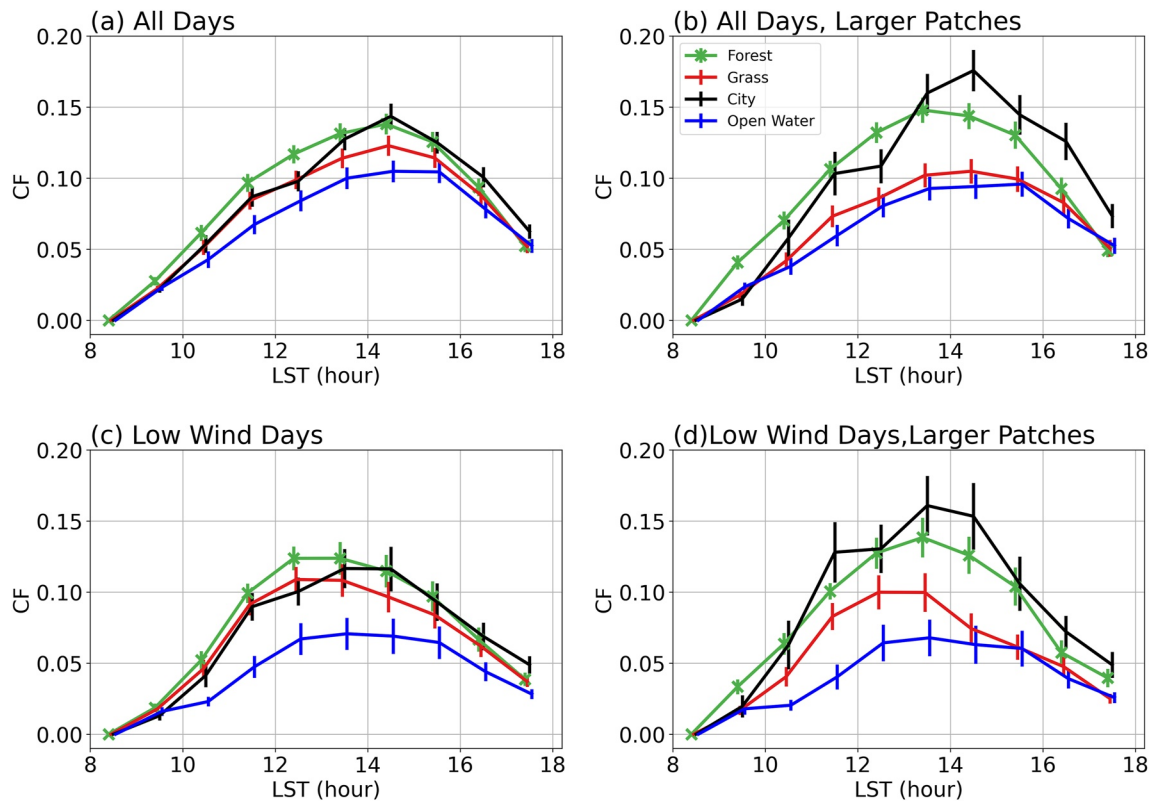 (a) All Days
0.20
0.15
0.10
0.05
0.00
CF
8 10 12 14 16 18
LST (hour)
(b) All Days, Larger Patches
0.20
0.15
0.10
0.05
0.00
CF
Forest
Grass
City
Open Water
8 10 12 14 16 18
LST (hour)
(c) Low Wind Days
0.20
0.15
0.10
0.05
0.00
CF
8 10 12 14 16 18
LST (hour)
(d)Low Wind Days,Larger Patches
0.20
0.15
0.10
0.05
0.00
CF
8 10 12 14 16 18
LST (hour)